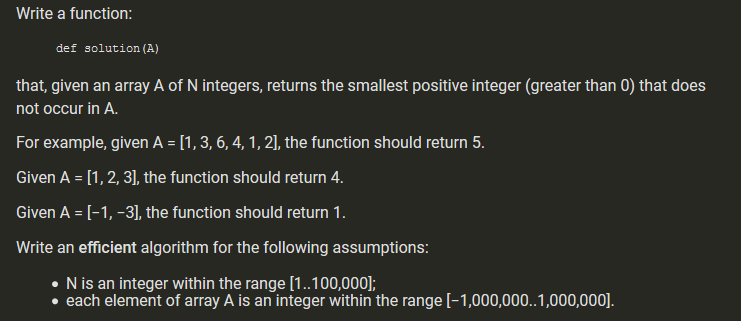 Write a function:
def solution(A)
that, given an array A of N integers, returns the smallest positive integer (greater than 0) that does
not occur in A.
For example, given A = [1, 3, 6, 4, 1, 2], the function should return 5.
Given A = [1, 2, 3], the function should return 4.
Given A = [−1, −3], the function should return 1.
Write an efficient algorithm for the following assumptions:
• N is an integer within the range [1..100,000];
• each element of array A is an integer within the range [−1,000,000..1,000,000].